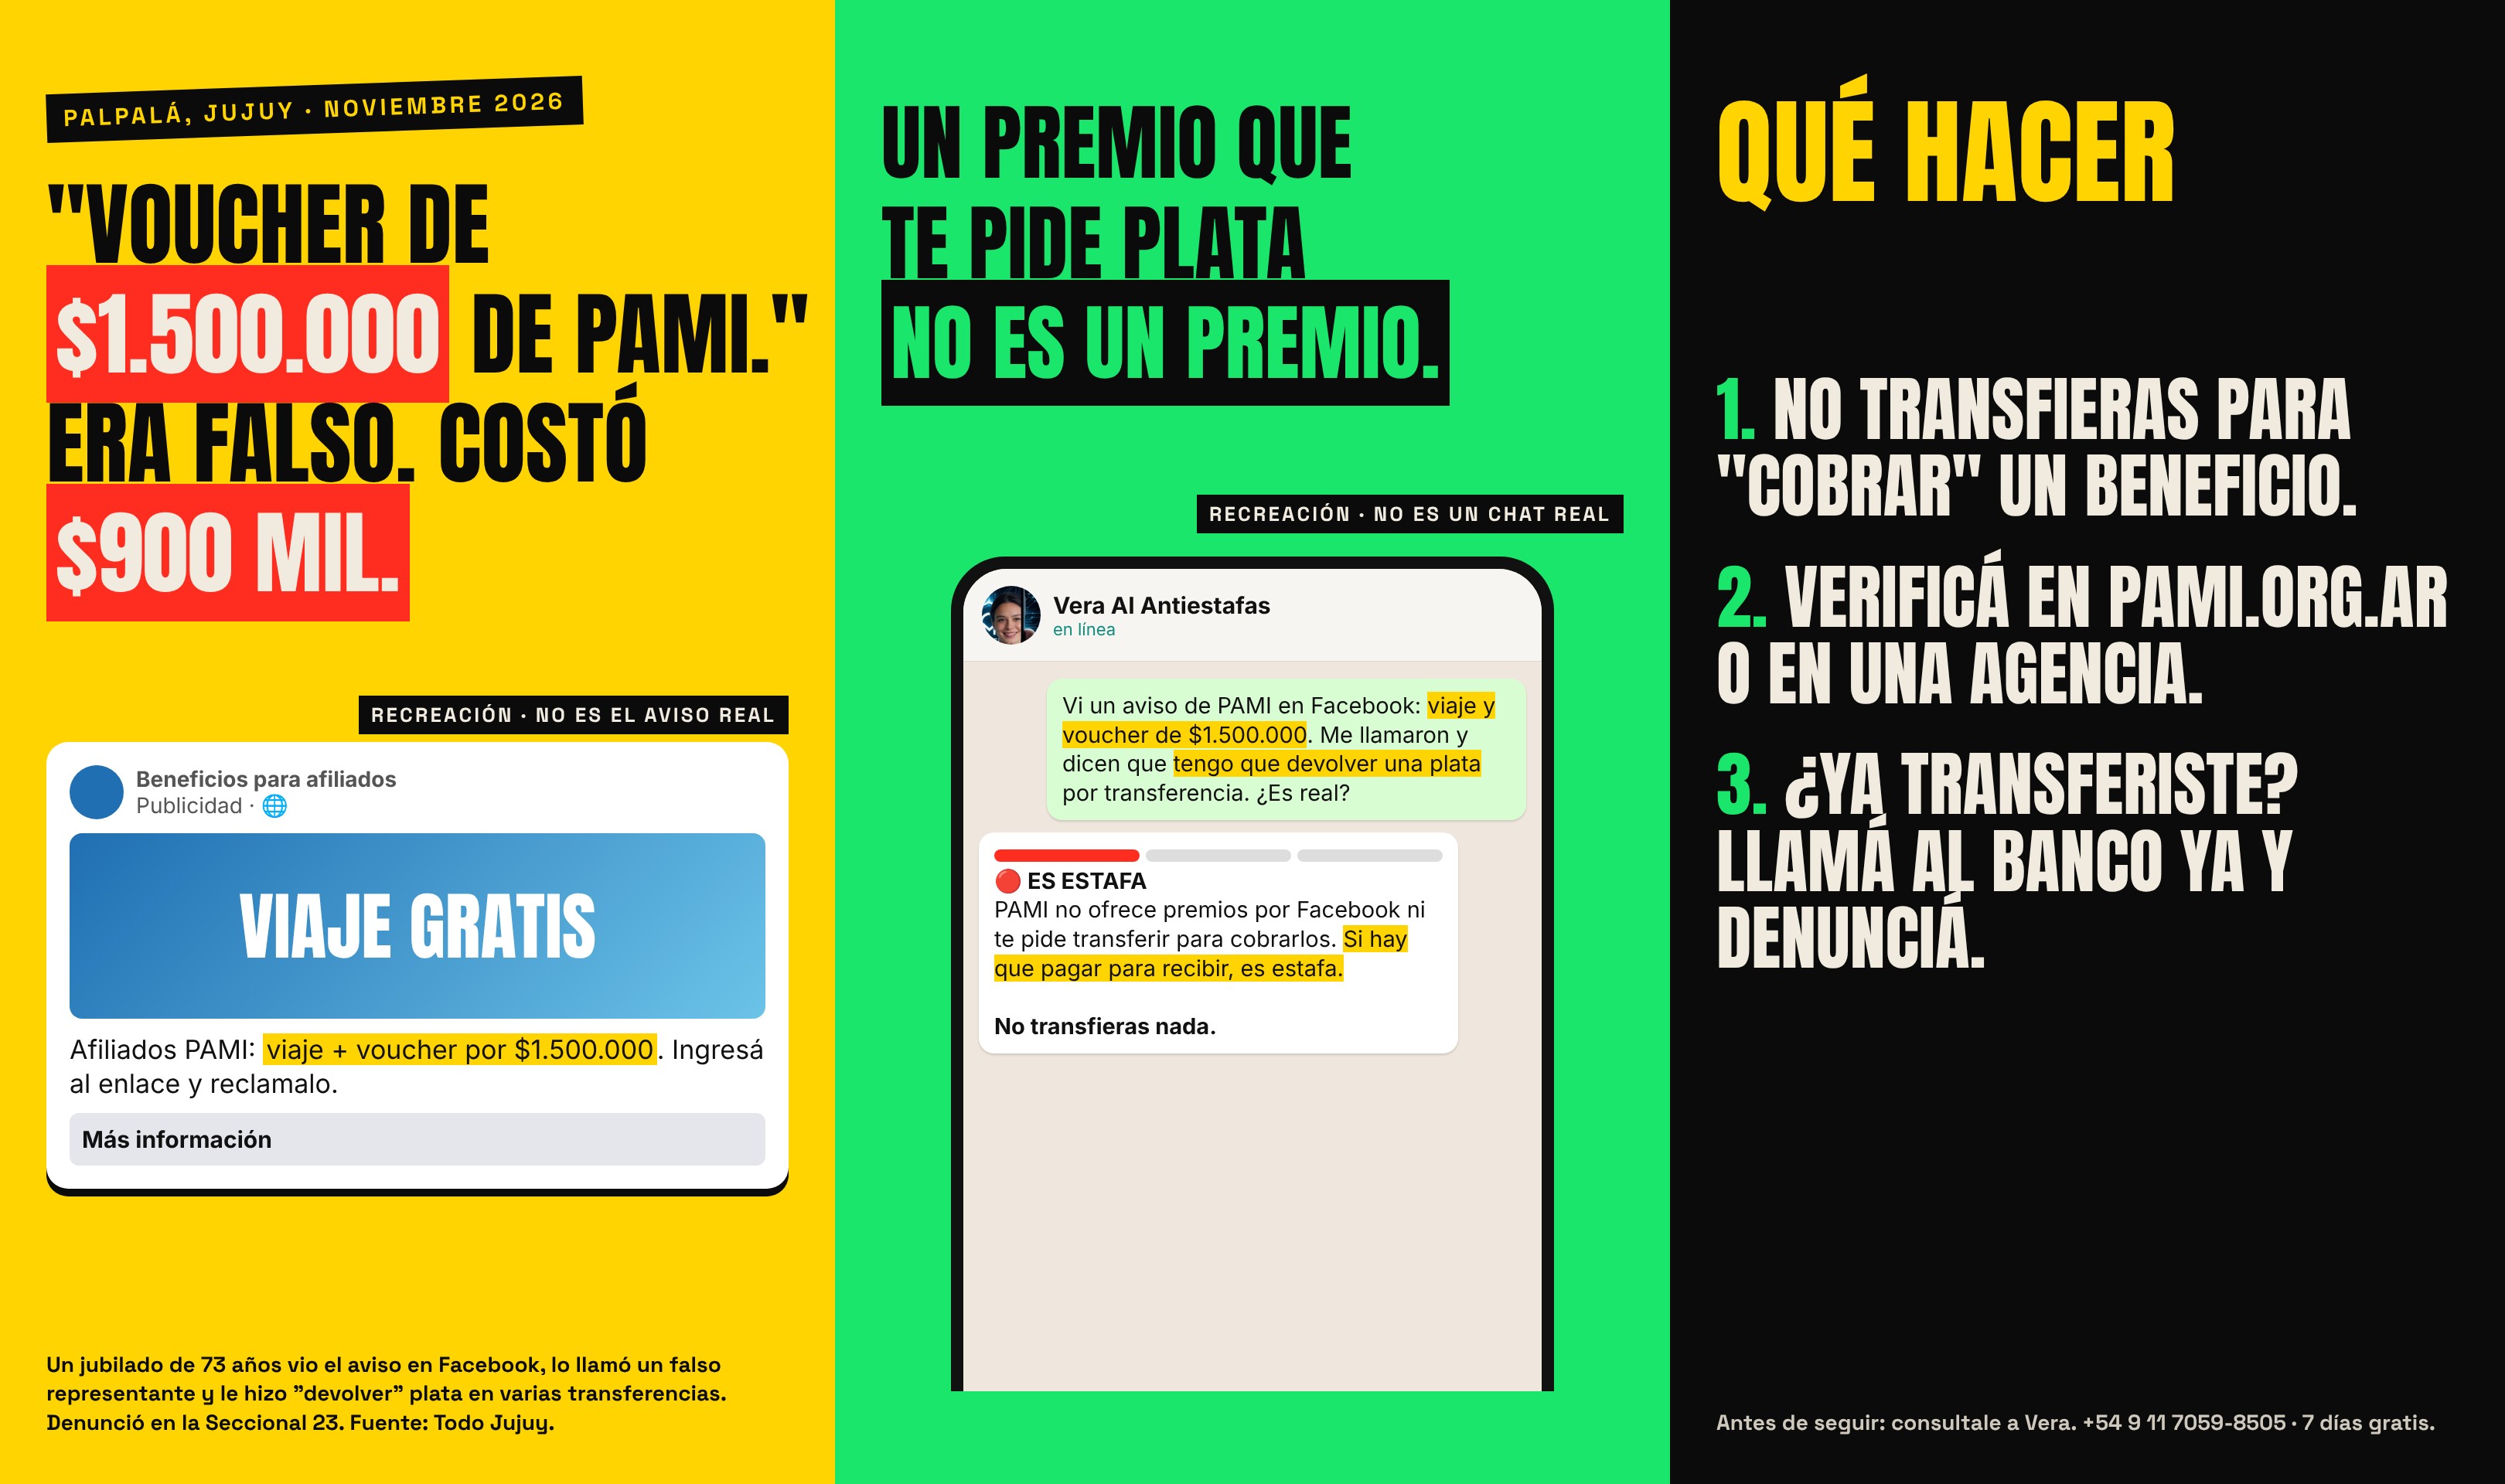 PALPALÁ, JUJUY · NOVIEMBRE 2026
"VOUCHER DE
$1.500.000 DE PAMI."
ERA FALSO. COSTÓ
$900 MIL.
RECREACIÓN · NO ES EL AVISO REAL
Beneficios para afiliados
Publicidad · 🌐
VIAJE GRATIS
Afiliados PAMI: viaje + voucher por $1.500.000. Ingresá
al enlace y reclamalo.
Más información
Un jubilado de 73 años vio el aviso en Facebook, lo llamó un falso
representante y le hizo "devolver" plata en varias transferencias.
Denunció en la Seccional 23. Fuente: Todo Jujuy.
UN PREMIO QUE
TE PIDE PLATA
NO ES UN PREMIO.
RECREACIÓN · NO ES UN CHAT REAL
Vera AI Antiestafas
en línea
Vi un aviso de PAMI en Facebook: viaje y
voucher de $1.500.000. Me llamaron y
dicen que tengo que devolver una plata
por transferencia. ¿Es real?
🔴 ES ESTAFA
PAMI no ofrece premios por Facebook ni
te pide transferir para cobrarlos. Si hay
que pagar para recibir, es estafa.
No transfieras nada.
QUÉ HACER
1. NO TRANSFIERAS PARA
"COBRAR" UN BENEFICIO.
2. VERIFICÁ EN PAMI.ORG.AR
O EN UNA AGENCIA.
3. ¿YA TRANSFERISTE?
LLAMÁ AL BANCO YA Y
DENUNCIÁ.
Antes de seguir: consultale a Vera. +54 9 11 7059-8505 · 7 días gratis.